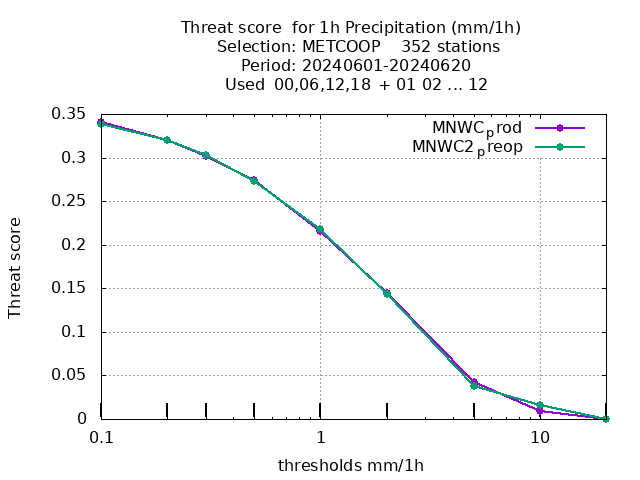 Threat score  for 1h Precipitation (mm/1h)
Selection: METCOOP    352 stations
Period: 20240601-20240620
Used  00,06,12,18 + 01 02 ... 12
MNWCprod
MNWC2preop
0.35
0.3
0.25
0.2
0.15
0.1
0.05
0
Threat score
0.1 1 10
thresholds mm/1h